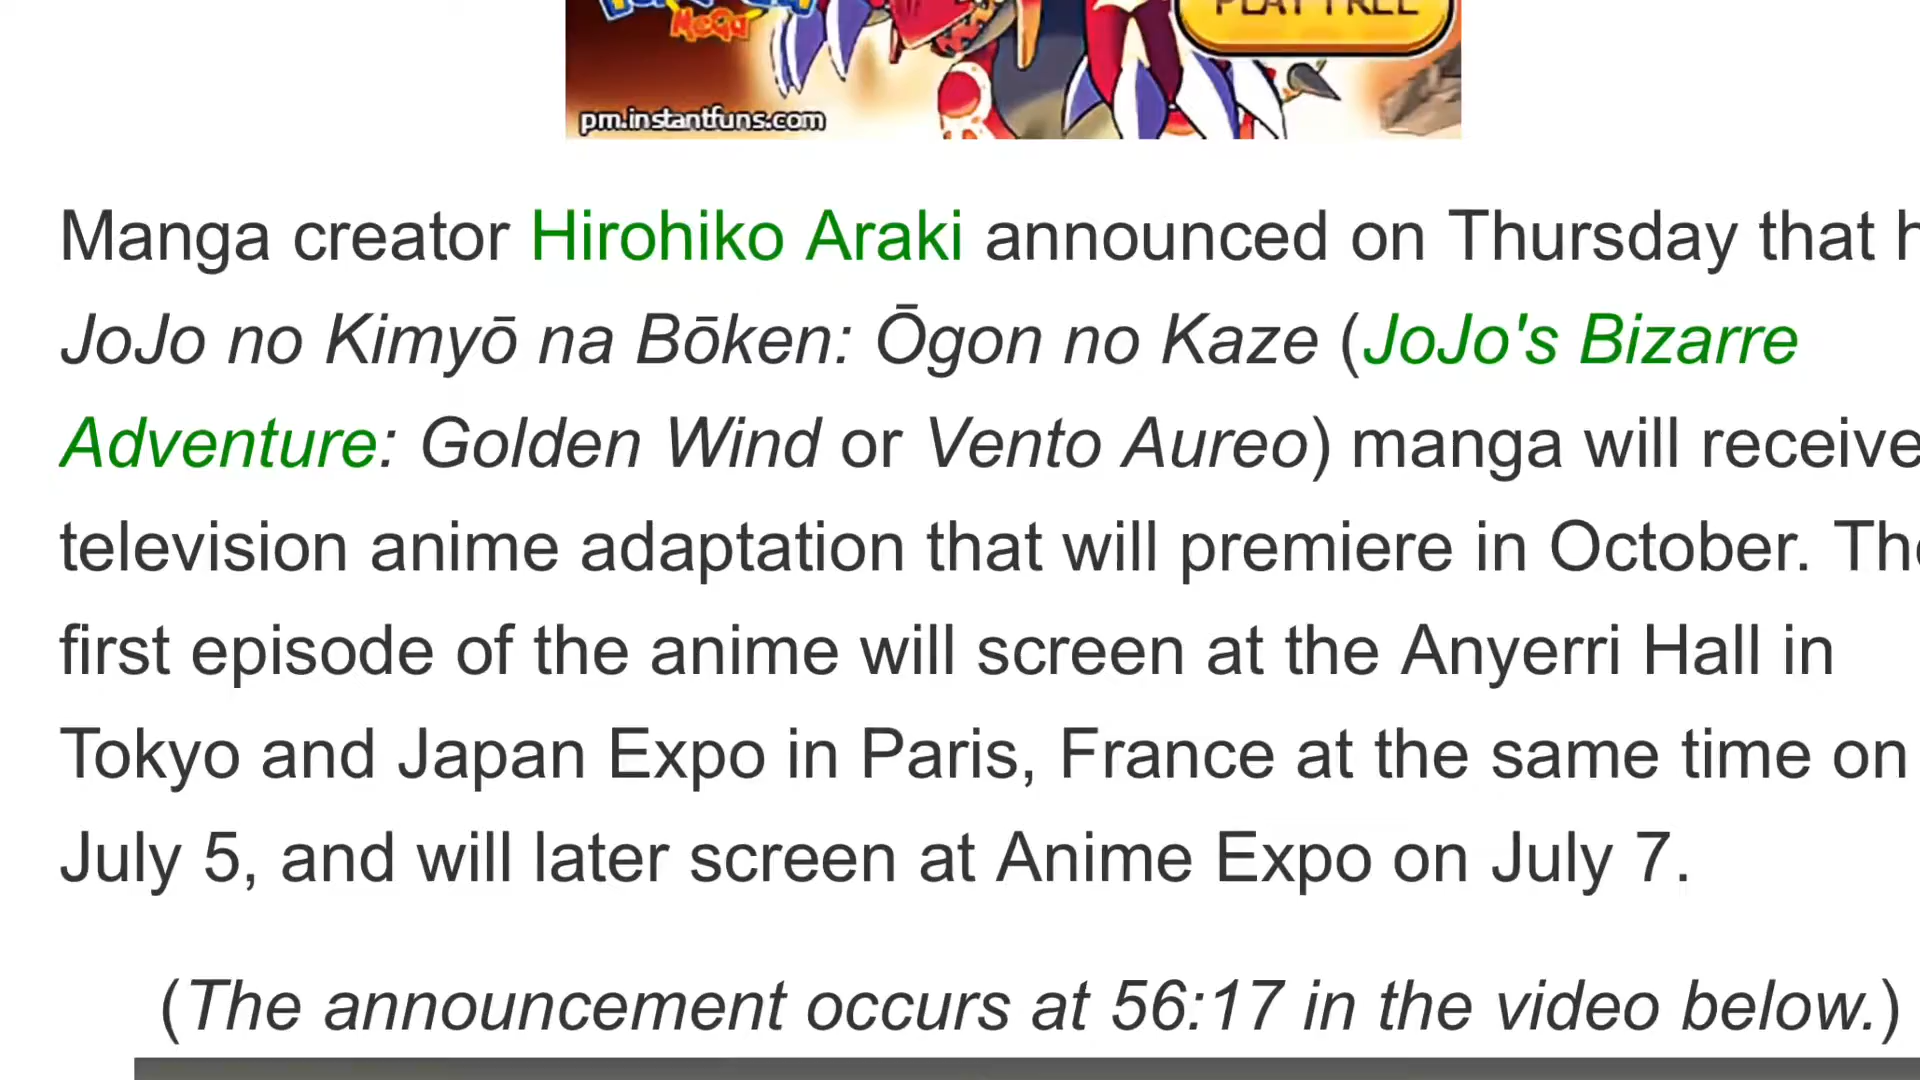 MeGa
PLAY FREE
pm.instantfuns.com
Manga creator Hirohiko Araki announced on Thursday that
JoJo no Kimyō na Bōken: Ōgon no Kaze (JoJo's Bizarre
Adventure: Golden Wind or Vento Aureo) manga will receive
television anime adaptation that will premiere in October. The
first episode of the anime will screen at the Anyerri Hall in
Tokyo and Japan Expo in Paris, France at the same time on
July 5, and will later screen at Anime Expo on July 7.
(The announcement occurs at 56:17 in the video below.)